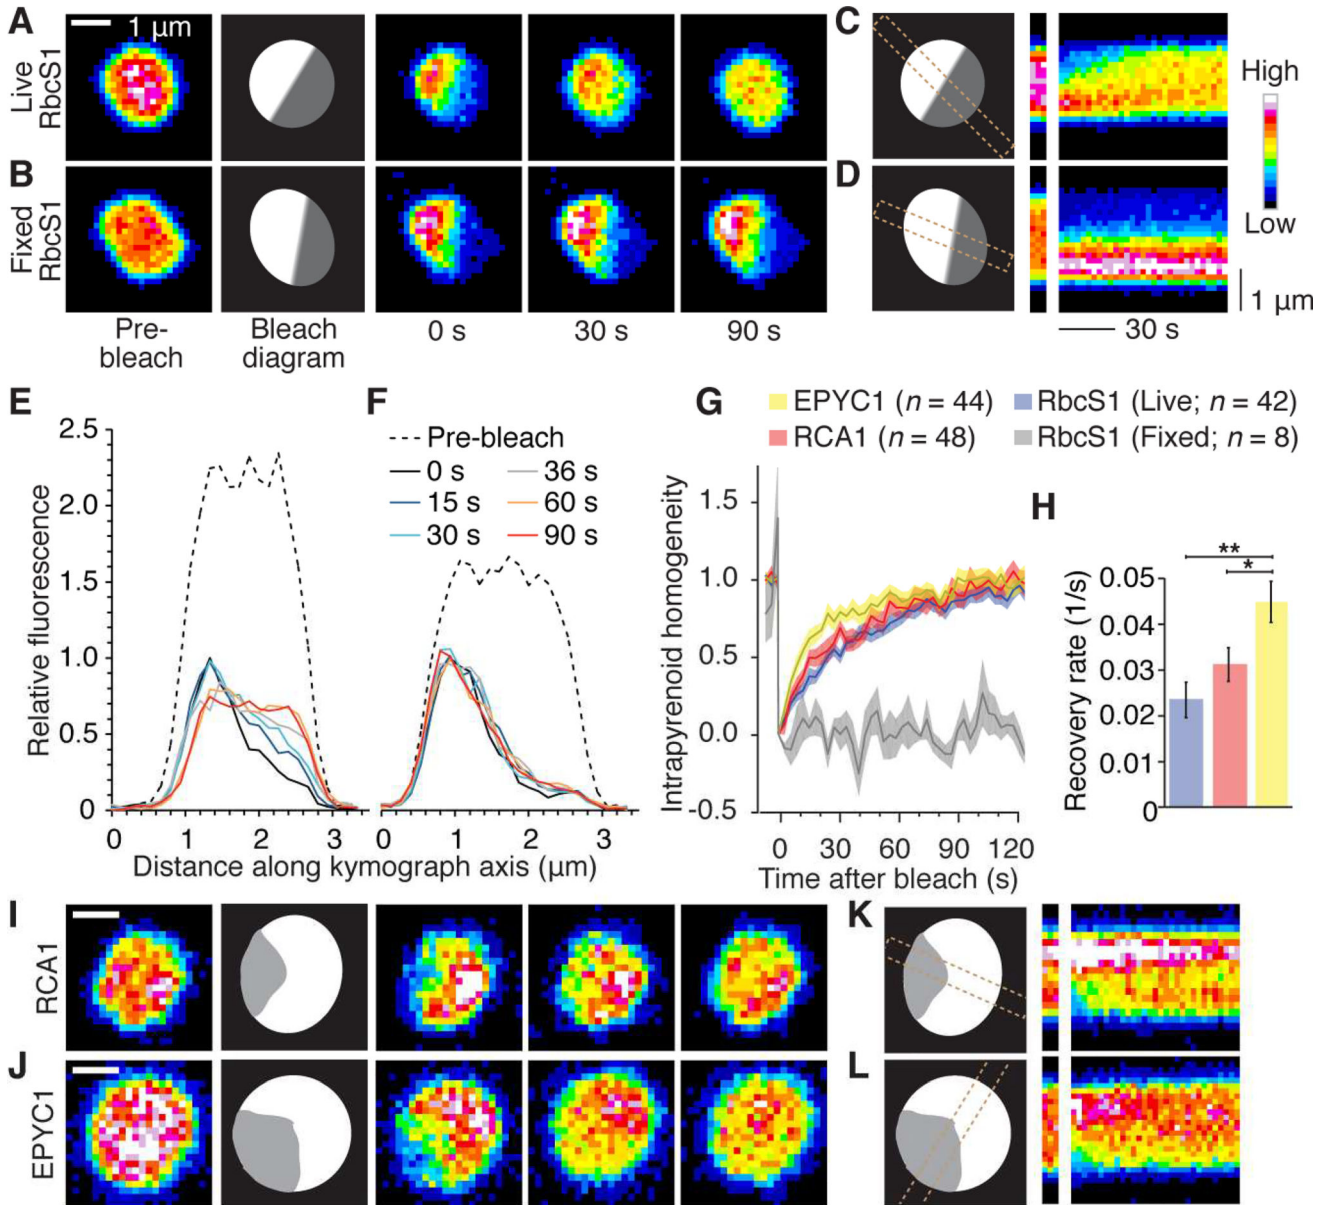 A
1 µm
Live
RbcS1
C
High
Low
B
Fixed
RbcS1
D
Pre-
bleach
Bleach
diagram
0 s
30 s
90 s
30 s
1 µm
E
Relative fluorescence
2.5
2.0
1.5
1.0
0.5
0
0
1
2
3
F
Pre-bleach
0 s
36 s
15 s
60 s
30 s
90 s
0
1
2
3
Distance along kymograph axis (µm)
G
EPYC1 (n = 44)
RbcS1 (Live; n = 42)
RCA1 (n = 48)
RbcS1 (Fixed; n = 8)
Intrapyrenoid homogeneity
1.5
1.0
0.5
0.0
-0.5
0
30
60
90
120
Time after bleach (s)
H
**
*
Recovery rate (1/s)
0.05
0.04
0.03
0.02
0.01
0
I
RCA1
K
J
EPYC1
L